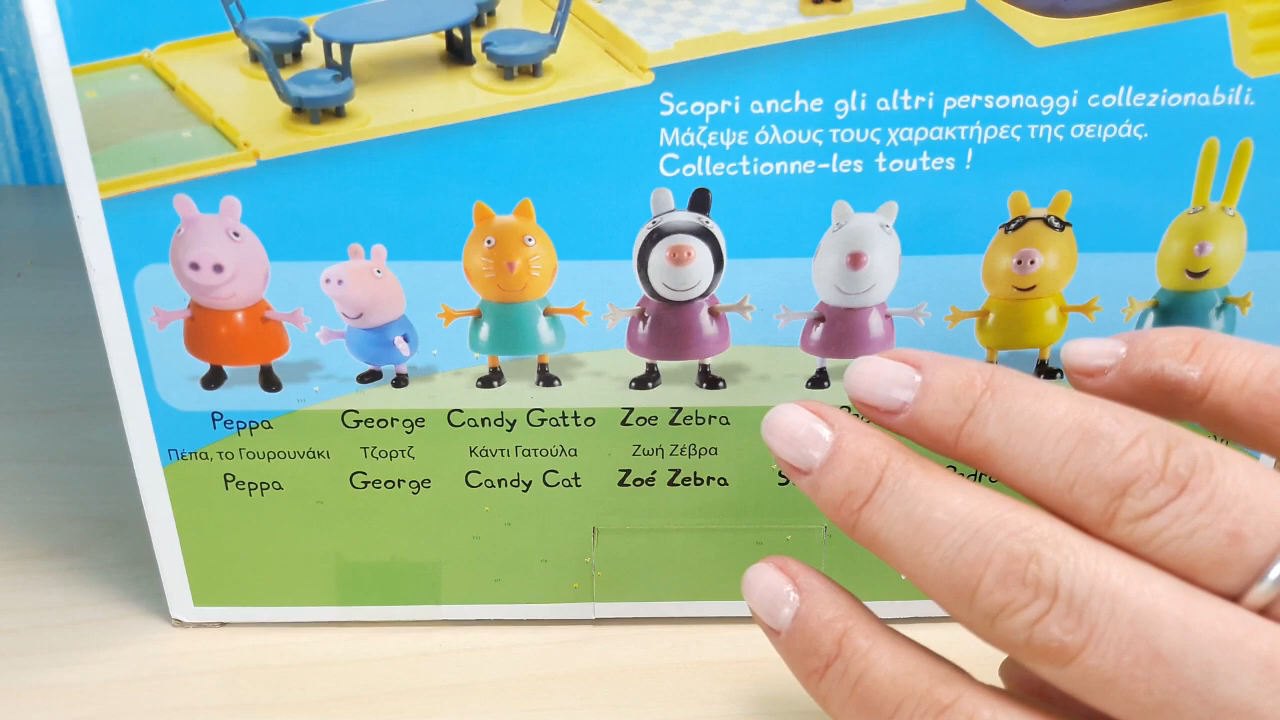 Scopri anche gli altri personaggi collezionabili.
Μάζεψε όλους τους χαρακτήρες της σειράς.
Collectionne-les toutes !
Peppa George Candy Gatto Zoe Zebra
Πέπα, το Γουρουνάκι Τζορτζ Κάντι Γατούλα Ζωή Ζέβρα
Peppa George Candy Cat Zoé Zebra